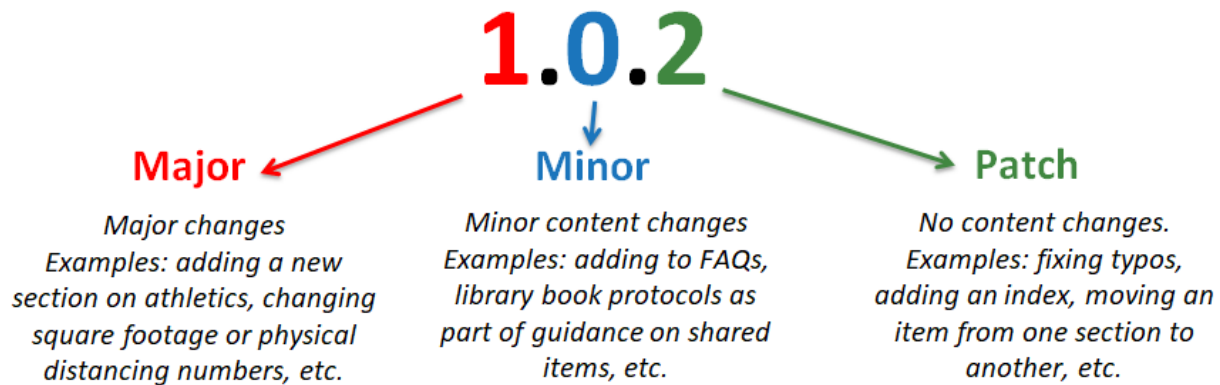 1.0.2
Major
Major changes
Examples: adding a new
section on athletics, changing
square footage or physical
distancing numbers, etc.
Minor
Minor content changes
Examples: adding to FAQs,
library book protocols as
part of guidance on shared
items, etc.
Patch
No content changes.
Examples: fixing typos,
adding an index, moving an
item from one section to
another, etc.